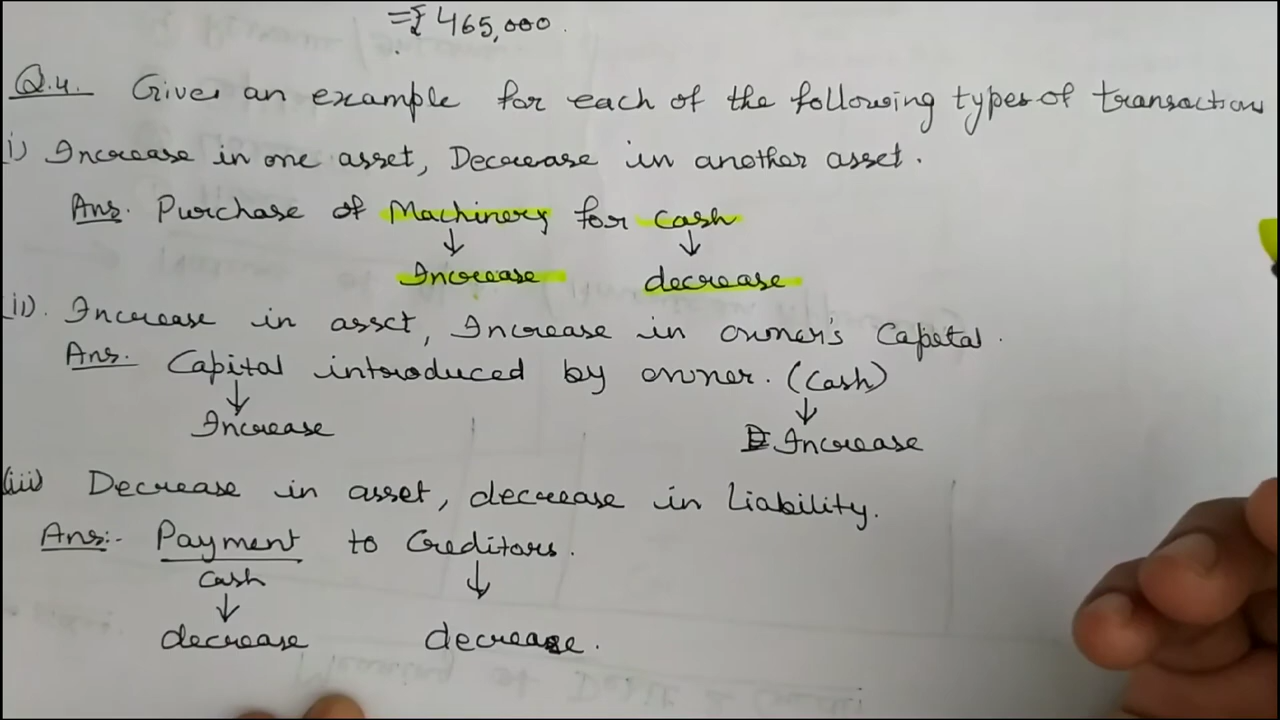 =₹ 465,000.
Q.4. Give an example for each of the following types of transaction
i) Increase in one asset, Decrease in another asset.
Ans. Purchase of Machinery for Cash
↓ ↓
Increase decrease
ii). Increase in asset, Increase in owner's Capital.
Ans. Capital introduced by owner. (Cash)
↓ ↓
Increase Increase
(iii) Decrease in asset, decrease in Liability.
Ans:- Payment to Creditors.
Cash ↓
↓
decrease decrease.